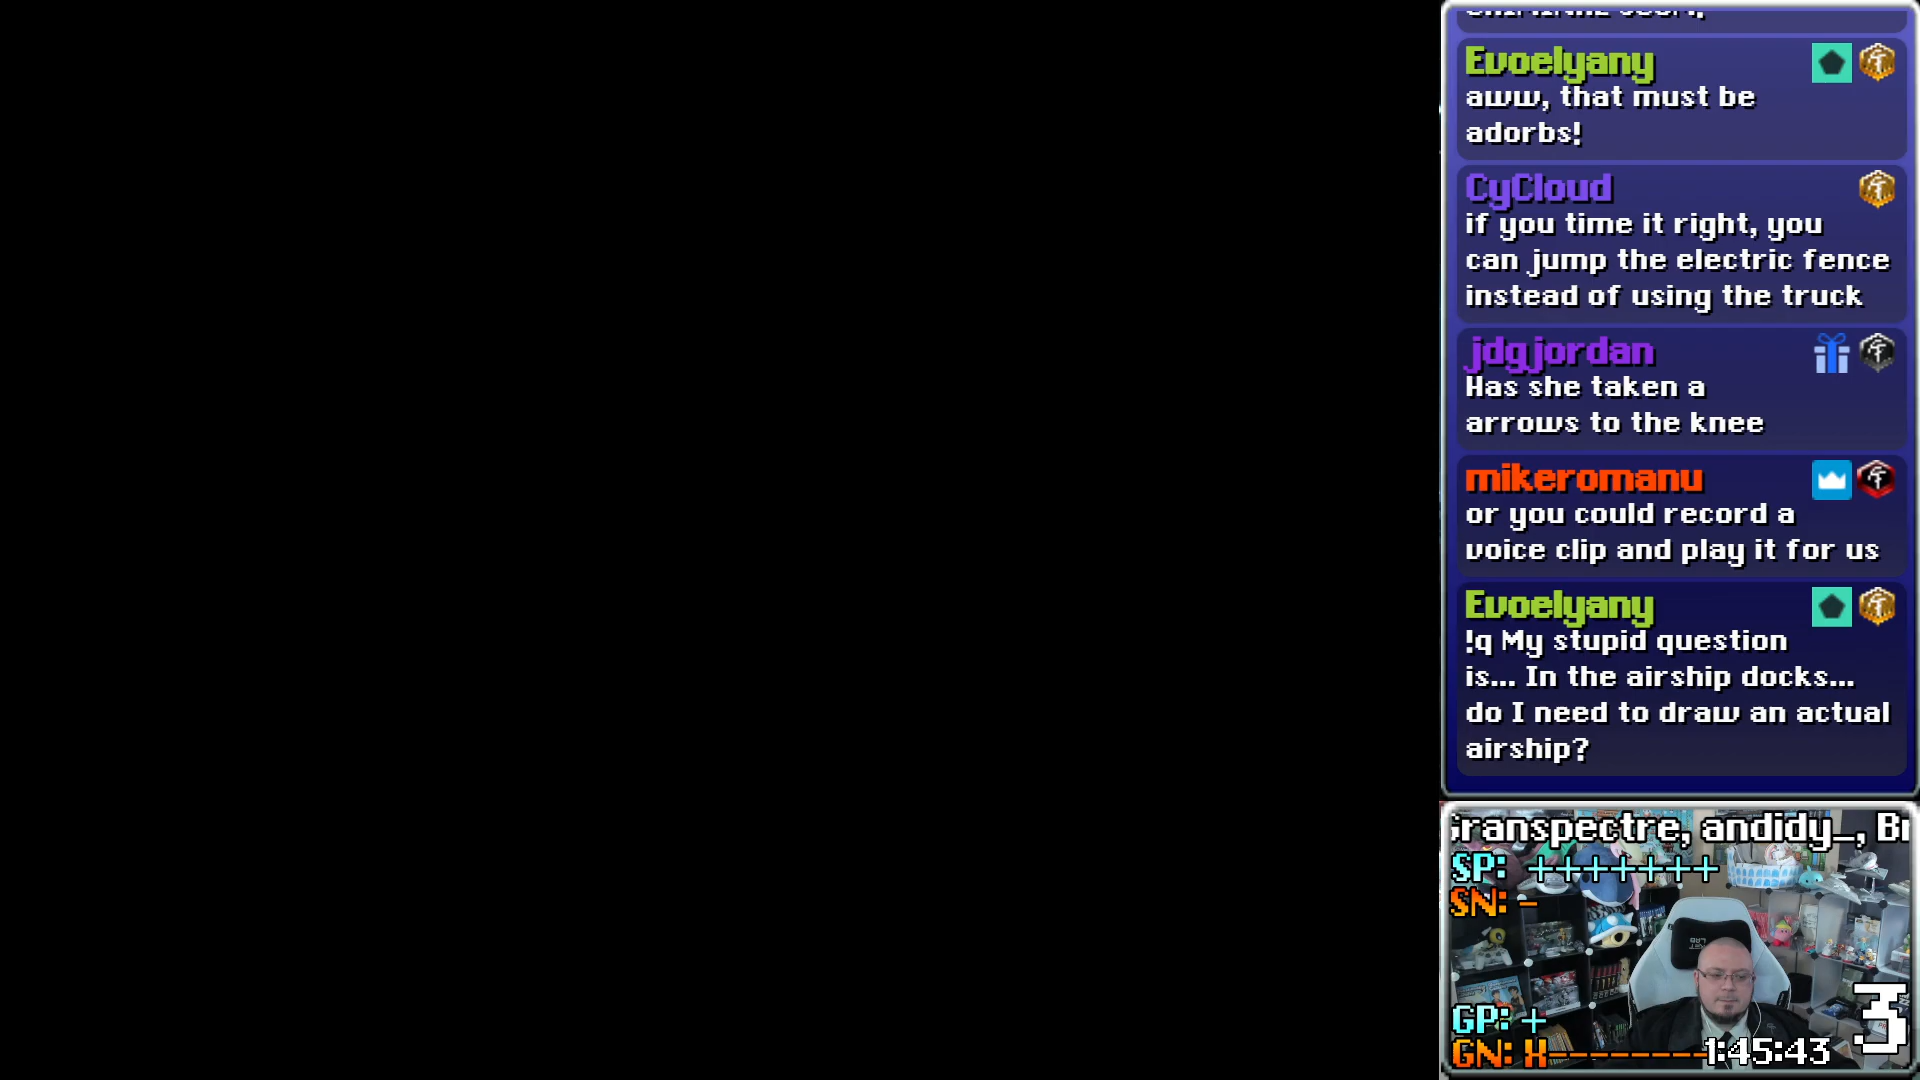 Evoelyany
aww, that must be
adorbs!
CyCloud
if you time it right, you
can jump the electric fence
instead of using the truck
jdgjordan
Has she taken a
arrows to the knee
mikeromanu
or you could record a
voice clip and play it for us
Evoelyany
!q My stupid question
is... In the airship docks...
do I need to draw an actual
airship?
Granspectre, andidy_, Br
SP: +++++++
SN: -
GP: +
GN: X---------
1:45:43
3